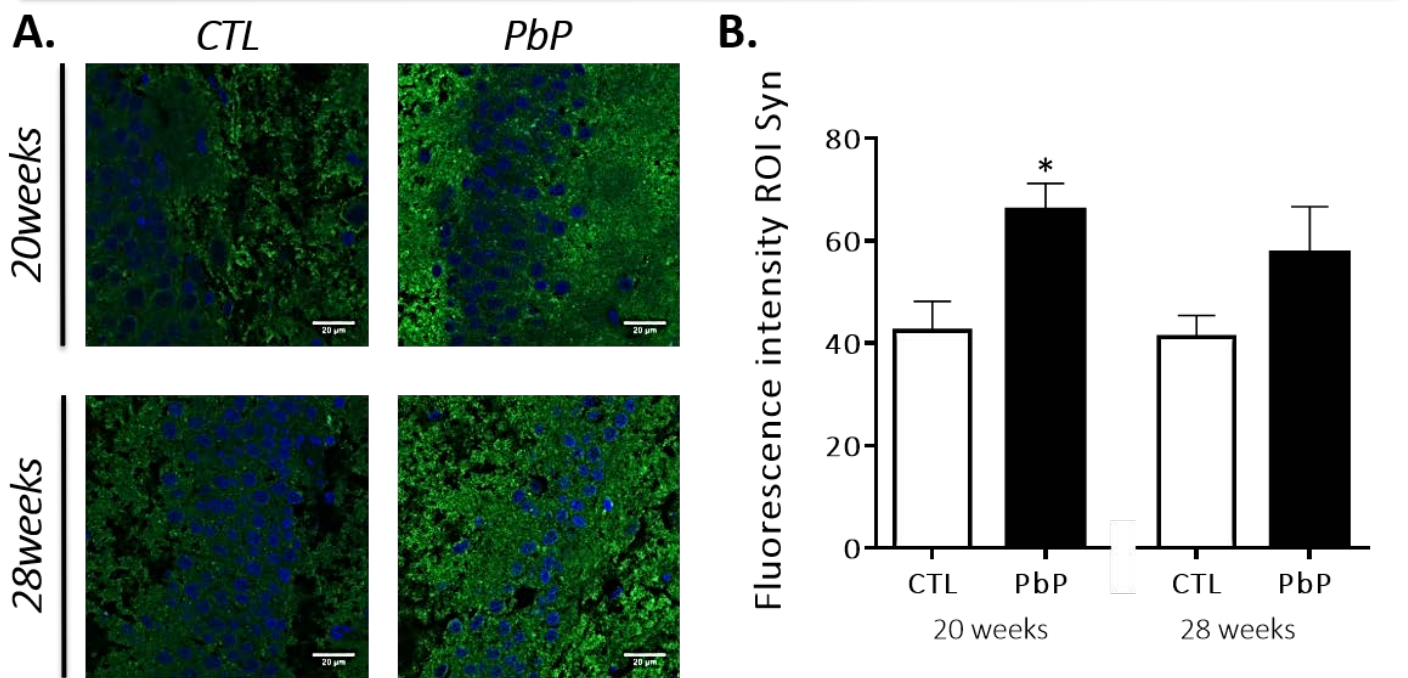 A.
CTL
PbP
20weeks
20 µm
20 µm
28weeks
20 µm
20 µm
B.
Fluorescence intensity ROI Syn
80
60
40
20
0
*
CTL
PbP
CTL
PbP
20 weeks
28 weeks